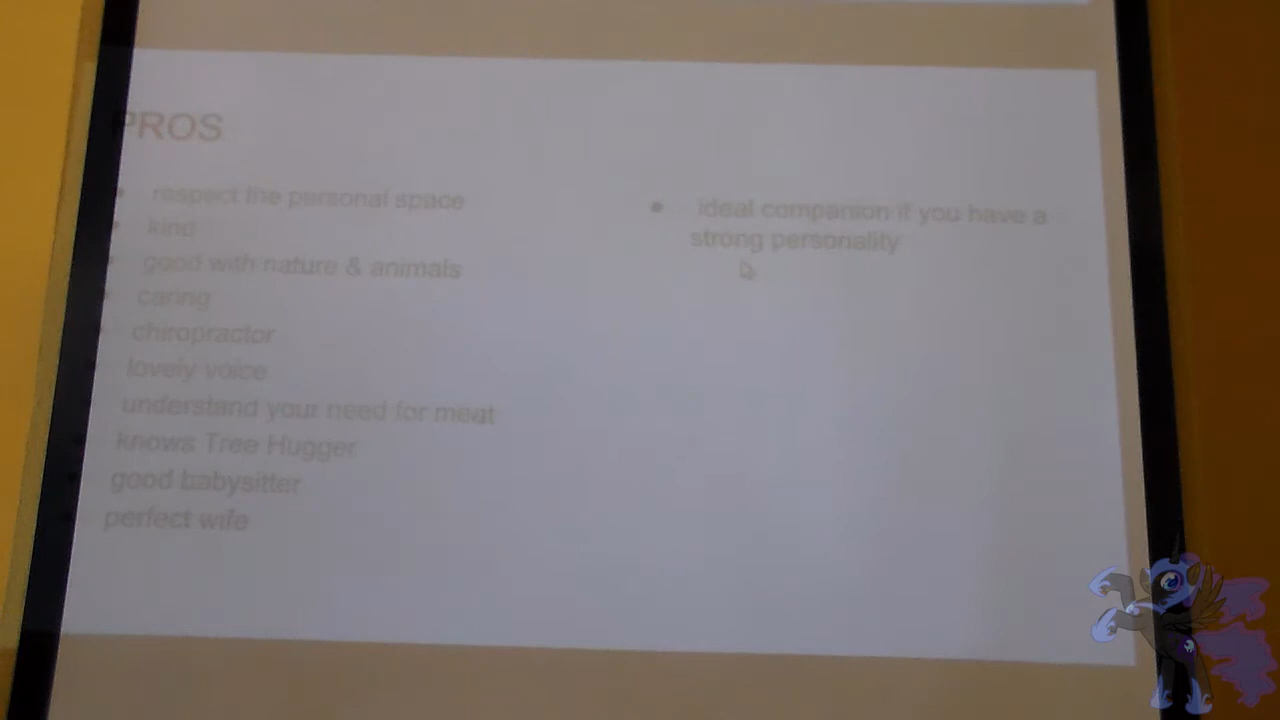 PROS
respect the personal space
kind
good with nature & animals
caring
chiropractor
lovely voice
understand your need for meat
knows Tree Hugger
good babysitter
perfect wife
ideal companion if you have a
strong personality